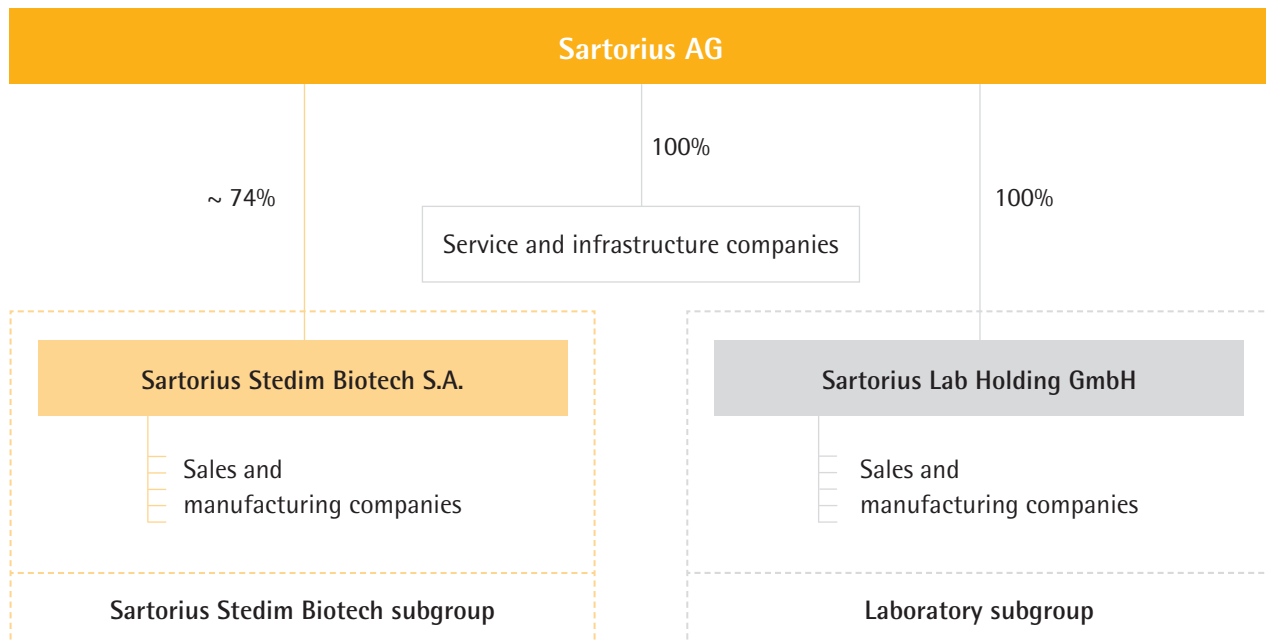 Sartorius AG
100%
~ 74%
100%
Service and infrastructure companies
Sartorius Stedim Biotech S.A.
Sartorius Lab Holding GmbH
Sales and
manufacturing companies
Sales and
manufacturing companies
Sartorius Stedim Biotech subgroup
Laboratory subgroup